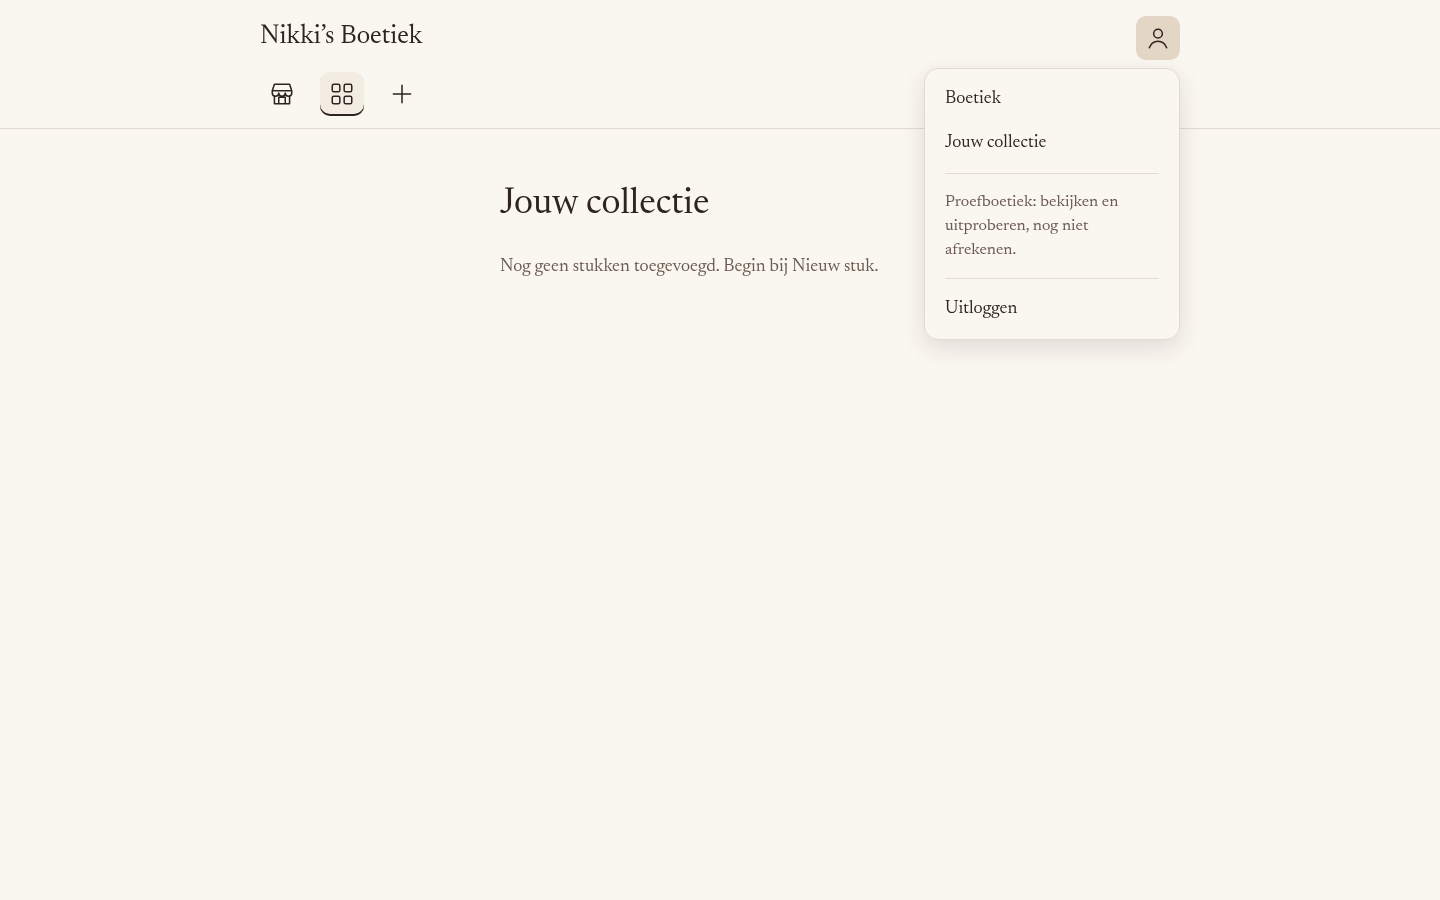 Nikki’s Boetiek
Boetiek
Jouw collectie
Proefboetiek: bekijken en
uitproberen, nog niet
afrekenen.
Uitloggen
Jouw collectie
Nog geen stukken toegevoegd. Begin bij Nieuw stuk.